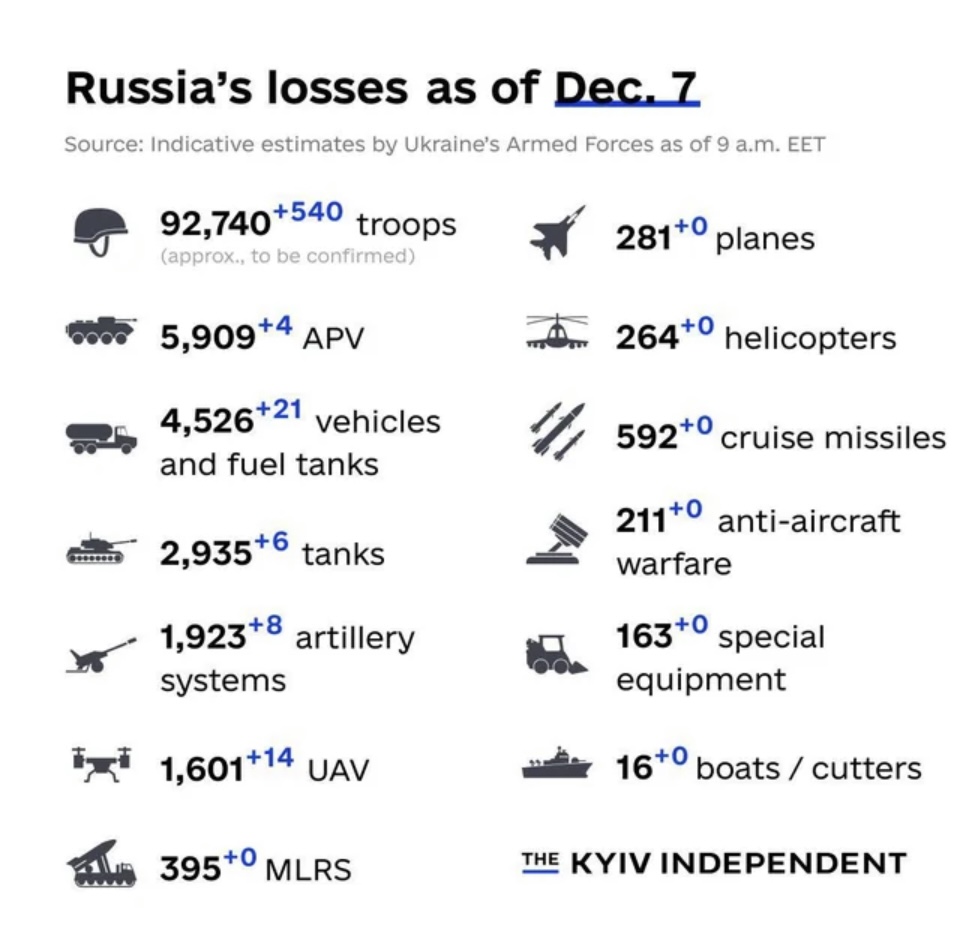 Russia's losses as of Dec. 7
Source: Indicative estimates by Ukraine's Armed Forces as of 9 a.m. EET
92,740+540 troops
(approx., to be confirmed)
5,909+4 APV
4,526+21 vehicles
and fuel tanks
2,935+6 tanks
1,923+8 artillery
systems
1,601+14 UAV
395+0 MLRS
281+0 planes
264+0 helicopters
592+0 cruise missiles
211+0 anti-aircraft
warfare
163+0 special
equipment
16+0 boats / cutters
THE KYIV INDEPENDENT